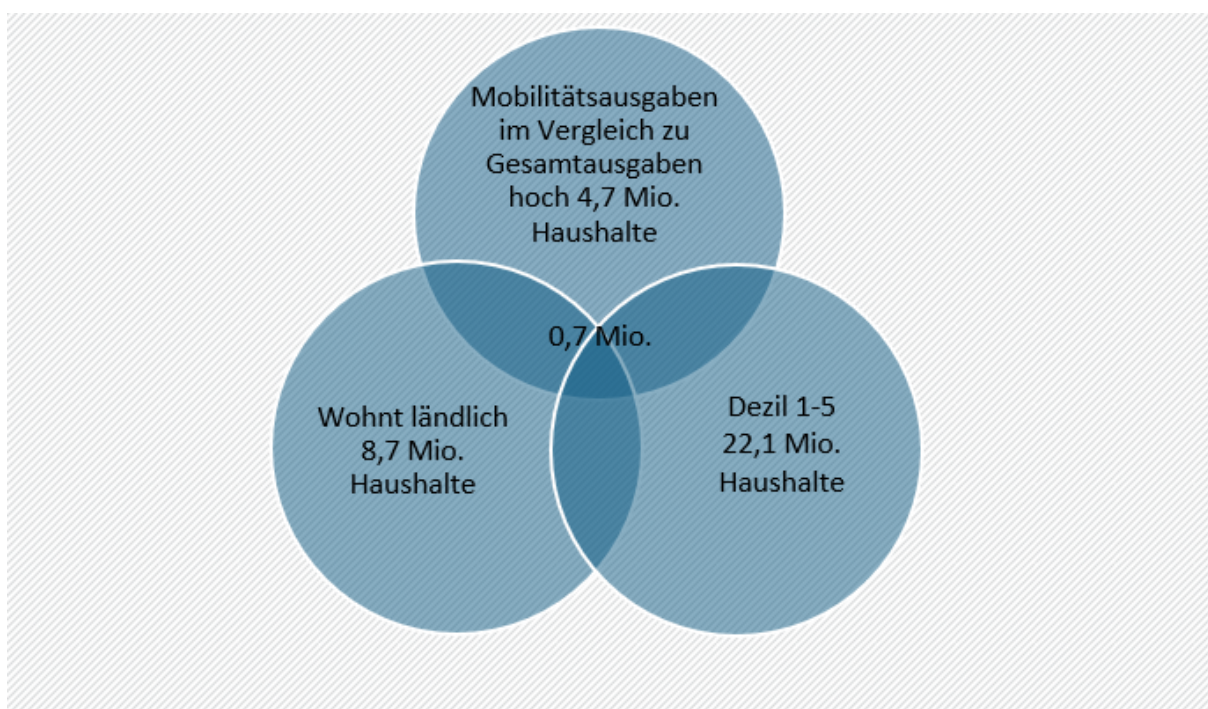 Mobilitätsausgaben
im Vergleich zu
Gesamtausgaben
hoch 4,7 Mio.
Haushalte
0,7 Mio.
Wohnt ländlich
8,7 Mio.
Haushalte
Dezil 1-5
22,1 Mio.
Haushalte